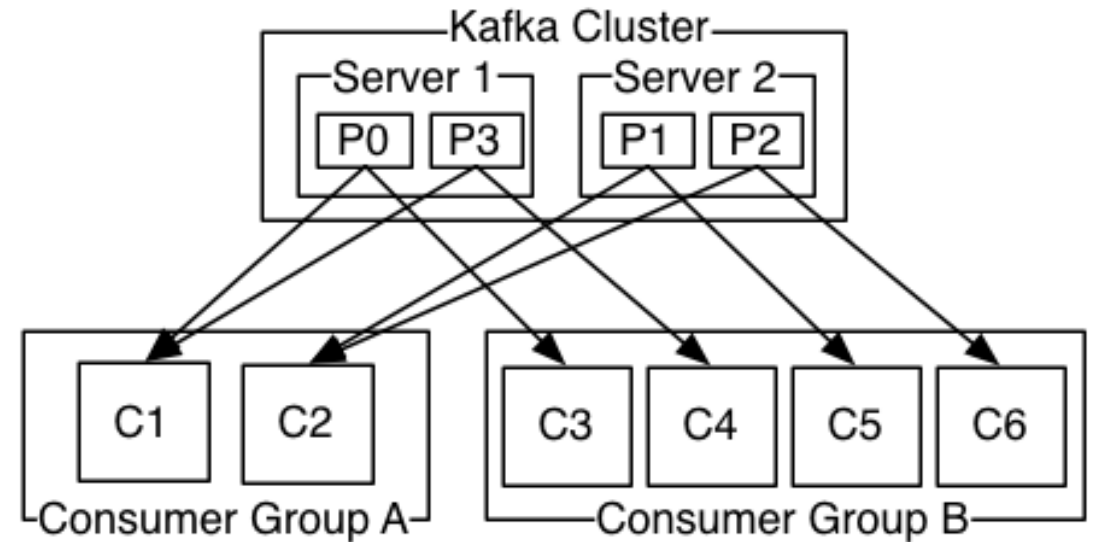 Kafka Cluster
Server 1
Server 2
P0
P3
P1
P2
C1
C2
C3
C4
C5
C6
Consumer Group A
Consumer Group B